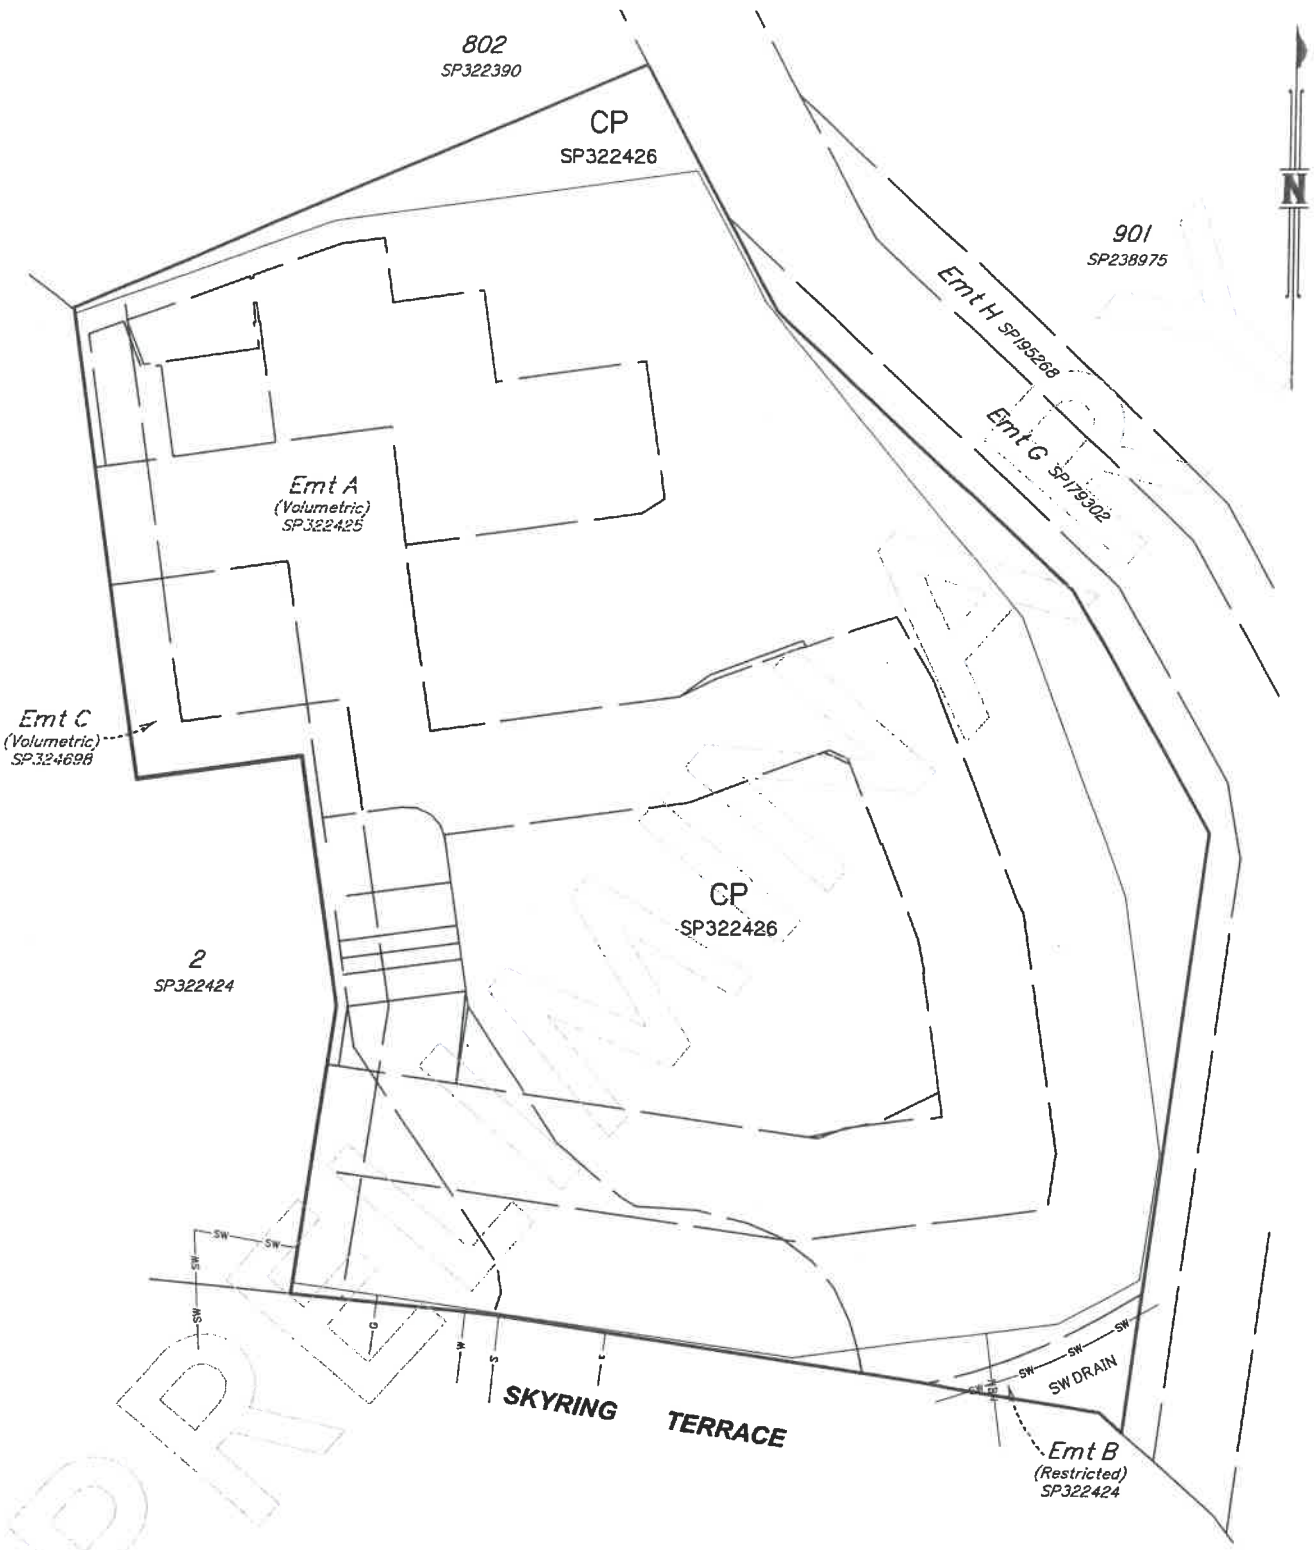 802
SP322390
CP
SP322426
N
901
SP238975
Emt H SP195268
Emt G SP179302
Emt A
(Volumetric)
SP322425
Emt C
(Volumetric)
SP324698
CP
SP322426
2
SP322424
SW
SW
SW
SW
G
W
S
E
SKYRING TERRACE
SW
SW
SW
SW
SW DRAIN
Emt B
(Restricted)
SP322424
PRELIMINARY